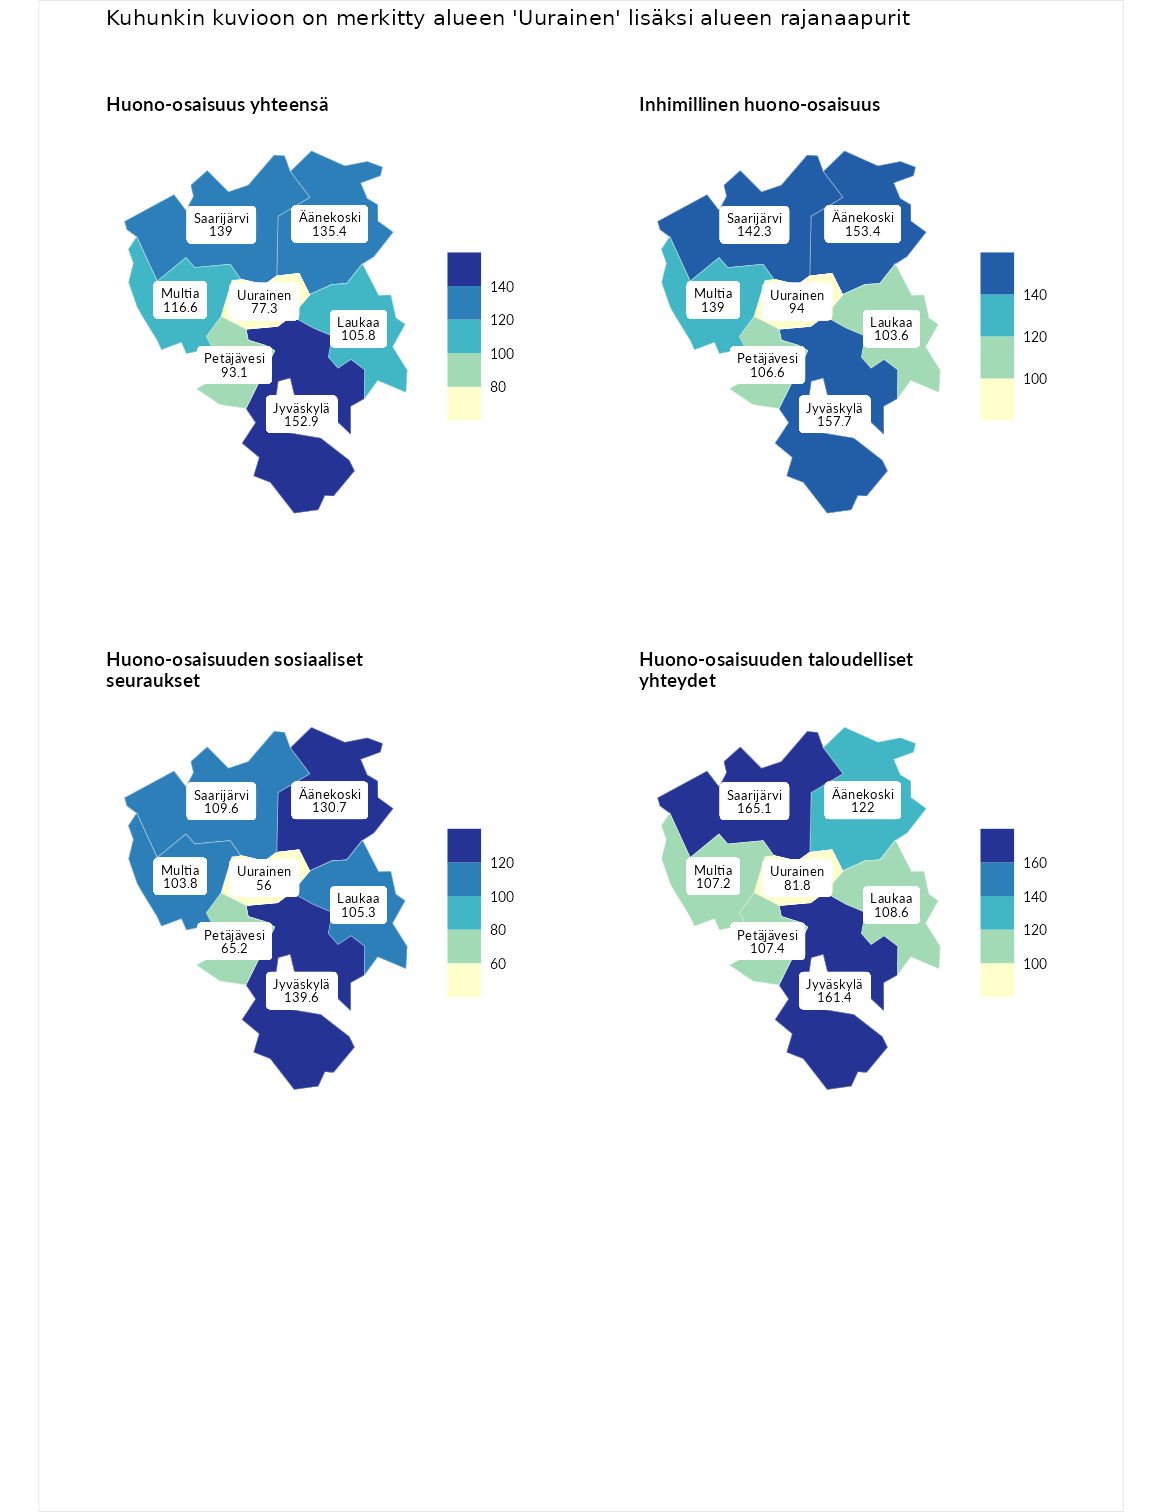 Kuhunkin kuvioon on merkitty alueen 'Uurainen' lisäksi alueen rajanaapurit
Huono-osaisuus yhteensä
Saarijärvi
139
Äänekoski
135.4
Multia
116.6
Uurainen
77.3
Laukaa
105.8
Petäjävesi
93.1
Jyväskylä
152.9
140
120
100
80
Inhimillinen huono-osaisuus
Saarijärvi
142.3
Äänekoski
153.4
Multia
139
Uurainen
94
Laukaa
103.6
Petäjävesi
106.6
Jyväskylä
157.7
140
120
100
Huono-osaisuuden sosiaaliset
seuraukset
Saarijärvi
109.6
Äänekoski
130.7
Multia
103.8
Uurainen
56
Laukaa
105.3
Petäjävesi
65.2
Jyväskylä
139.6
120
100
80
60
Huono-osaisuuden taloudelliset
yhteydet
Saarijärvi
165.1
Äänekoski
122
Multia
107.2
Uurainen
81.8
Laukaa
108.6
Petäjävesi
107.4
Jyväskylä
161.4
160
140
120
100